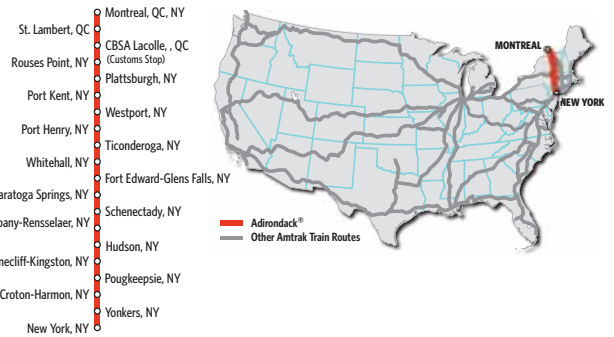 Montreal, QC, NY
St. Lambert, QC
CBSA Lacolle, , QC
(Customs Stop)
Rouses Point, NY
Plattsburgh, NY
Port Kent, NY
Westport, NY
Port Henry, NY
Ticonderoga, NY
Whitehall, NY
Fort Edward-Glens Falls, NY
aratoga Springs, NY
Schenectady, NY
bany-Rensselaer, NY
Hudson, NY
necliff-Kingston, NY
Pougkeepsie, NY
Croton-Harmon, NY
Yonkers, NY
New York, NY
MONTREAL
NEW YORK
Adirondack®
Other Amtrak Train Routes